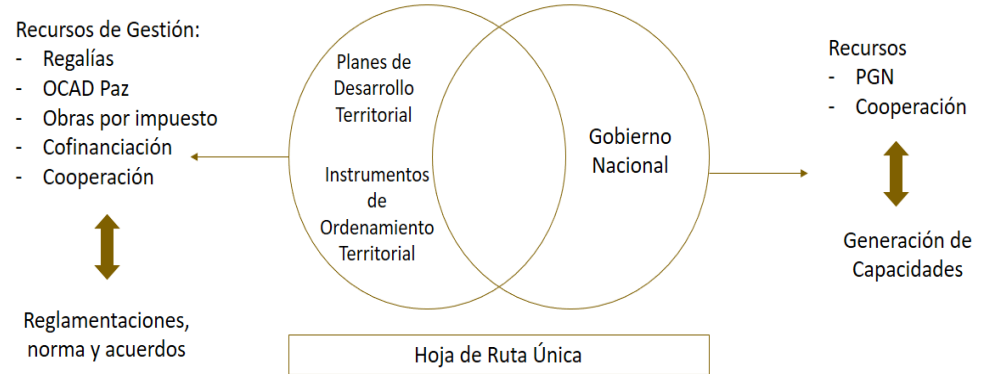 Recursos de Gestión:
- Regalías
- OCAD Paz
- Obras por impuesto
- Cofinanciación
- Cooperación
Reglamentaciones,
norma y acuerdos
Planes de
Desarrollo
Territorial
Instrumentos
de
Ordenamiento
Territorial
Gobierno
Nacional
Hoja de Ruta Única
Recursos
- PGN
- Cooperación
Generación de
Capacidades